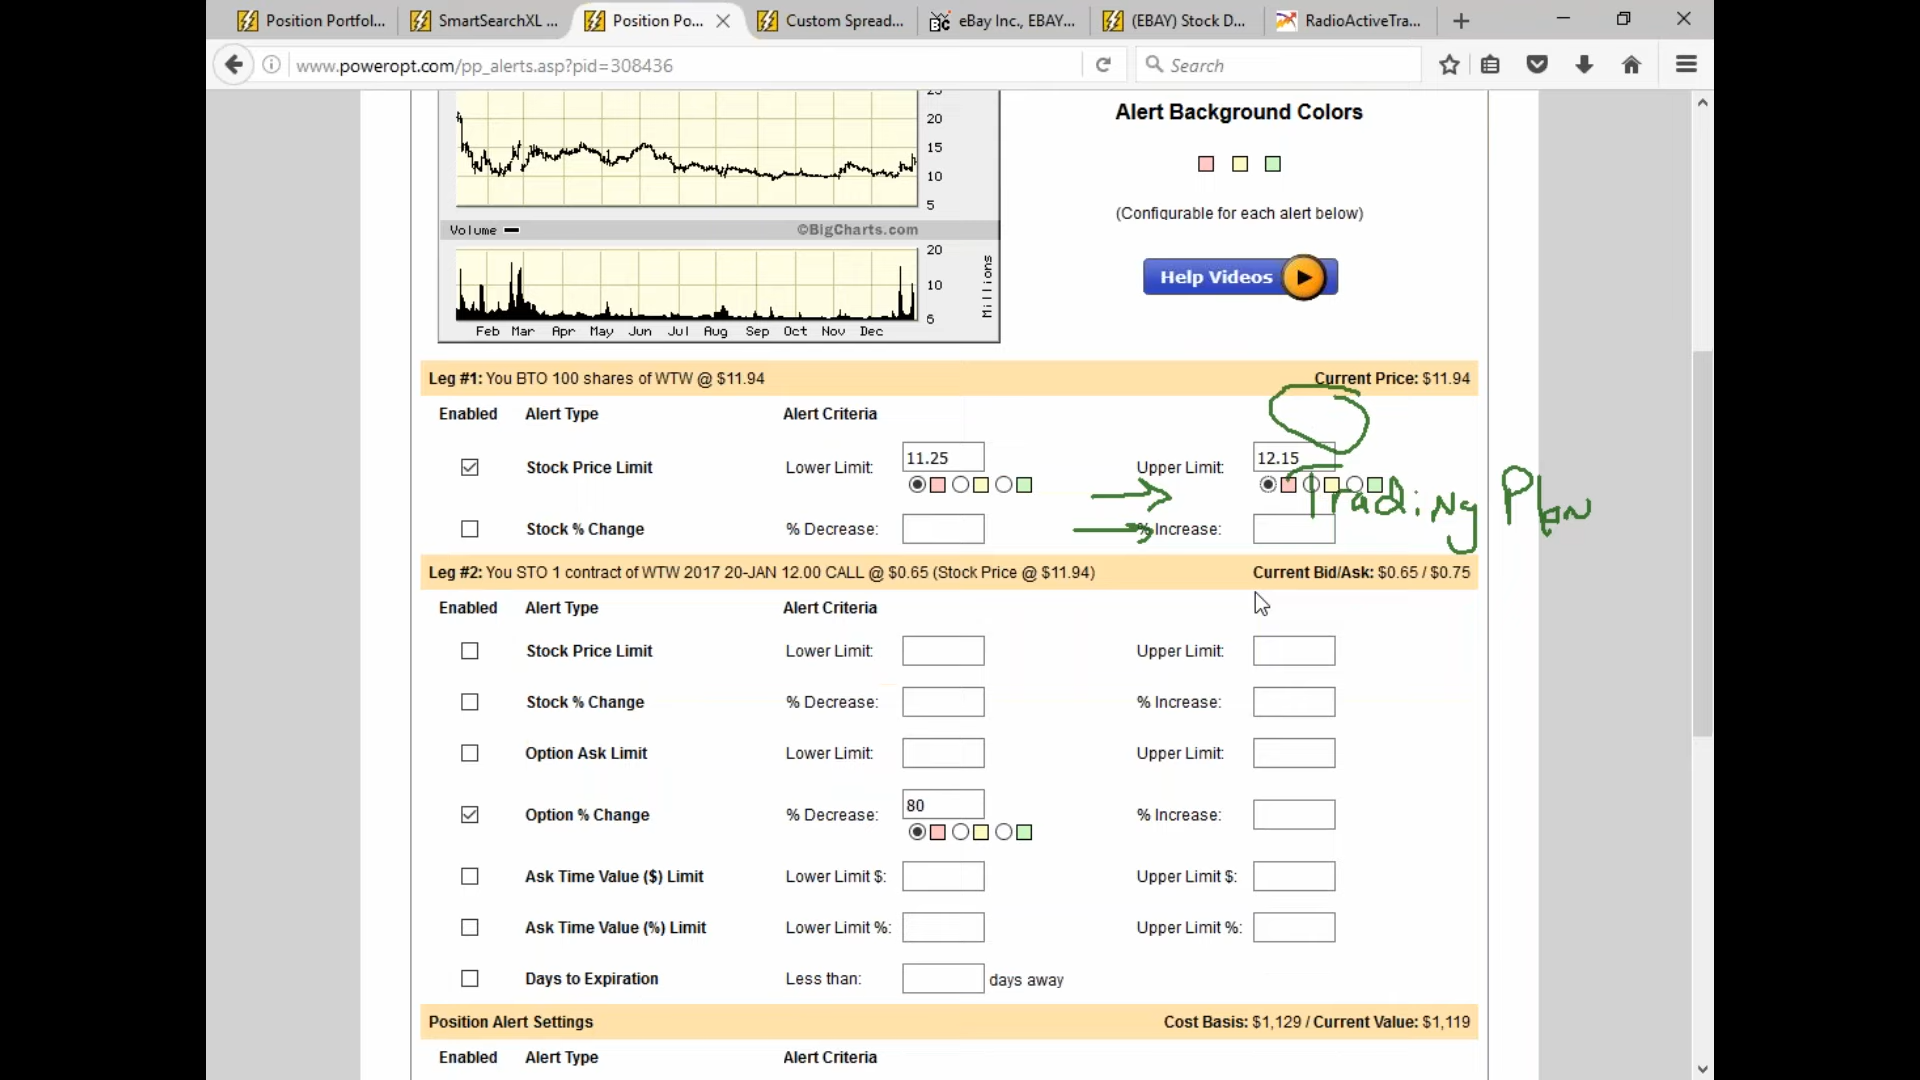 Position Portfol...
SmartSearchXL ...
Position Po...
Custom Spread...
eBay Inc., EBAY...
(EBAY) Stock D...
RadioActiveTra...
www.poweropt.com/pp_alerts.asp?pid=308436
Search
20
15
10
5
Volume
©BigCharts.com
20
10
Millions
Feb Mar Apr May Jun Jul Aug Sep Oct Nov Dec
Alert Background Colors
(Configurable for each alert below)
Help Videos
Leg #1: You BTO 100 shares of WTW @ $11.94 Current Price: $11.94
Enabled Alert Type Alert Criteria
Stock Price Limit Lower Limit: 11.25 Upper Limit: 12.15
Trading Plan
Stock % Change % Decrease: % Increase:
Leg #2: You STO 1 contract of WTW 2017 20-JAN 12.00 CALL @ $0.65 (Stock Price @ $11.94) Current Bid/Ask: $0.65 / $0.75
Enabled Alert Type Alert Criteria
Stock Price Limit Lower Limit: Upper Limit:
Stock % Change % Decrease: % Increase:
Option Ask Limit Lower Limit: Upper Limit:
Option % Change % Decrease: 80 % Increase:
Ask Time Value ($) Limit Lower Limit $: Upper Limit $:
Ask Time Value (%) Limit Lower Limit %: Upper Limit %:
Days to Expiration Less than: days away
Position Alert Settings Cost Basis: $1,129 / Current Value: $1,119
Enabled Alert Type Alert Criteria